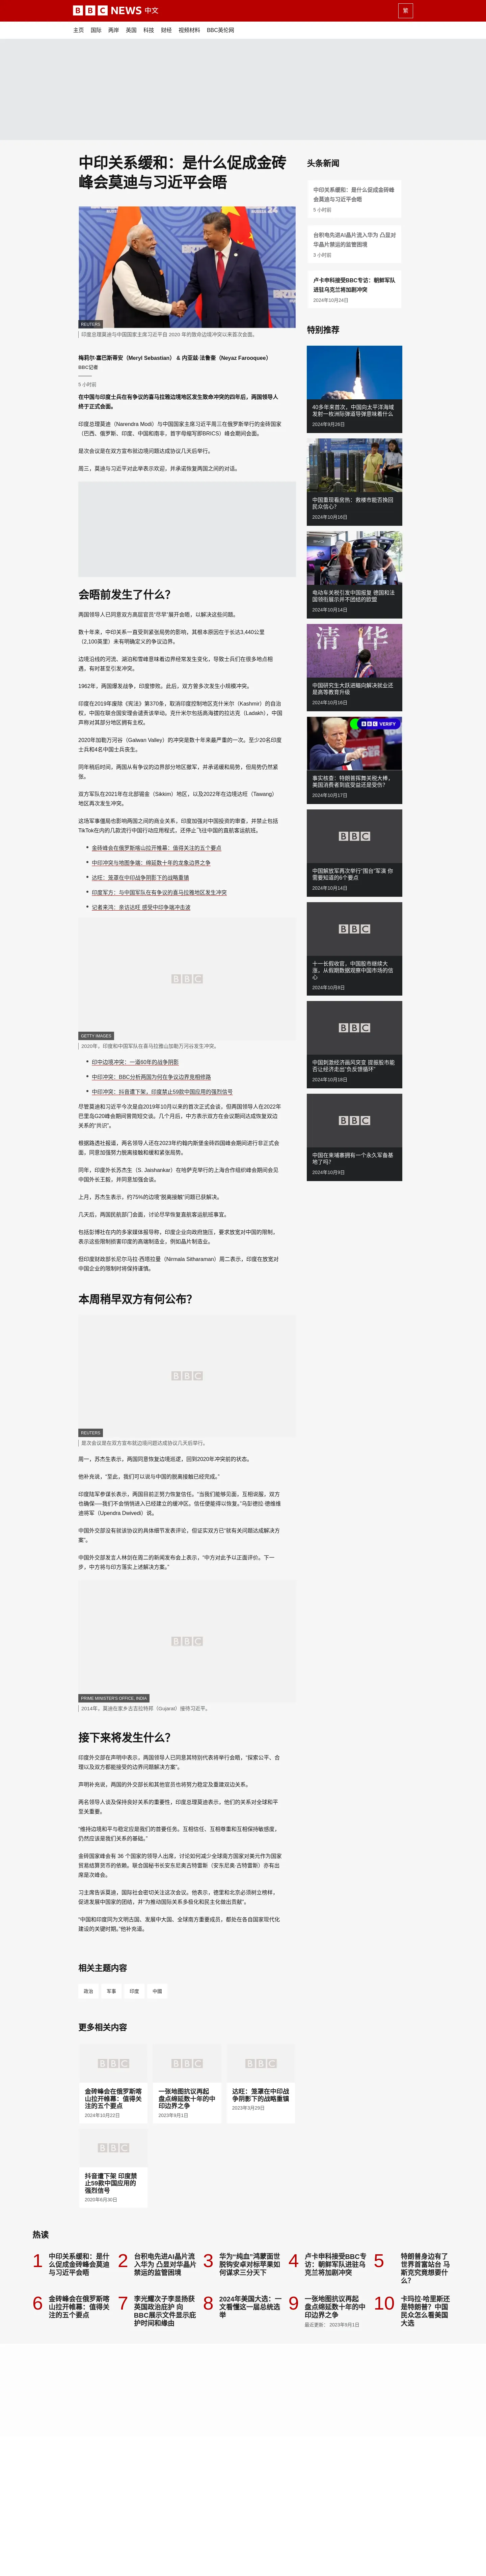 BBC NEWS 中文
繁
主页 国际 两岸 英国 科技 财经 视频材料 BBC英伦网
中印关系缓和：是什么促成金砖
峰会莫迪与习近平会晤
REUTERS
印度总理莫迪与中国国家主席习近平自 2020 年的致命边境冲突以来首次会面。
梅莉尔·塞巴斯蒂安（Meryl Sebastian） & 内亚兹·法鲁奎（Neyaz Farooquee）
BBC记者
5 小时前
在中国与印度士兵在有争议的喜马拉雅边境地区发生致命冲突的四年后，两国领导人
终于正式会面。
印度总理莫迪（Narendra Modi）与中国国家主席习近平周三在俄罗斯举行的金砖国家
（巴西、俄罗斯、印度、中国和南非，首字母缩写即BRICS）峰会期间会面。
是次会议是在双方宣布就边境问题达成协议几天后举行。
周三，莫迪与习近平对此举表示欢迎，并承诺恢复两国之间的对话。
会晤前发生了什么？
两国领导人已同意双方高层官员“尽早”展开会晤，以解决这些问题。
数十年来，中印关系一直受到紧张局势的影响，其根本原因在于长达3,440公里
（2,100英里）未有明确定义的争议边界。
边境沿线的河流、湖泊和雪峰意味着边界经常发生变化，导致士兵们在很多地点相
遇，有时甚至引发冲突。
1962年，两国爆发战争，印度惨败。此后，双方曾多次发生小规模冲突。
印度在2019年废除《宪法》第370条，取消印度控制地区克什米尔（Kashmir）的自治
权，中国在联合国安理会谴责该举动。克什米尔包括高海拔的拉达克（Ladakh），中国
声称对其部分地区拥有主权。
2020年加勒万河谷（Galwan Valley）的冲突是数十年来最严重的一次。至少20名印度
士兵和4名中国士兵丧生。
同年稍后时间，两国从有争议的边界部分地区撤军，并承诺缓和局势，但局势仍然紧
张。
双方军队在2021年在北部锡金（Sikkim）地区，以及2022年在边境达旺（Tawang）
地区再次发生冲突。
这场军事僵局也影响两国之间的商业关系，印度加强对中国投资的审查，并禁止包括
TikTok在内的几款流行中国行动应用程式，还停止飞往中国的直航客运航班。
金砖峰会在俄罗斯喀山拉开帷幕：值得关注的五个要点
中印冲突与地图争端：绵延数十年的龙象边界之争
达旺：笼罩在中印战争阴影下的战略重镇
印度军方：与中国军队在有争议的喜马拉雅地区发生冲突
记者来鸿：亲访达旺 感受中印争端冲击波
GETTY IMAGES
2020年，印度和中国军队在喜马拉雅山加勒万河谷发生冲突。
印中边境冲突：一道60年的战争阴影
中印冲突：BBC分析两国为何在争议边界竞相修路
中印冲突：抖音遭下架，印度禁止59款中国应用的强烈信号
尽管莫迪和习近平今次是自2019年10月以来的首次正式会谈，但两国领导人在2022年
巴里岛G20峰会期间曾简短交谈。几个月后，中方表示双方在会议期间达成恢复双边
关系的“共识”。
根据路透社报道，两名领导人还在2023年的翰内斯堡金砖四国峰会期间进行非正式会
面，同意加强努力脱离接触和缓和紧张局势。
同年，印度外长苏杰生（S. Jaishankar）在哈萨克举行的上海合作组织峰会期间会见
中国外长王毅，并同意加强会谈。
上月，苏杰生表示，约75%的边境“脱离接触”问题已获解决。
几天后，两国民航部门会面，讨论尽早恢复直航客运航班事宜。
包括彭博社在内的多家媒体报导称，印度企业向政府施压，要求放宽对中国的限制，
表示这些限制损害印度的高端制造业，例如晶片制造业。
但印度财政部长尼尔马拉·西塔拉曼（Nirmala Sitharaman）周二表示，印度在放宽对
中国企业的限制时将保持谨慎。
本周稍早双方有何公布？
REUTERS
是次会议是在双方宣布就边境问题达成协议几天后举行。
周一，苏杰生表示，两国同意恢复边境巡逻，回到2020年冲突前的状态。
他补充说，“至此，我们可以说与中国的脱离接触已经完成。”
印度陆军参谋长表示，两国目前正努力恢复信任。“当我们能够见面，互相说服，双方
也确保──我们不会悄悄进入已经建立的缓冲区，信任便能得以恢复。”乌彭德拉·德维维
迪将军（Upendra Dwivedi）说。
中国外交部没有就该协议的具体细节发表评论，但证实双方已“就有关问题达成解决方
案”。
中国外交部发言人林剑在周二的新闻发布会上表示，“中方对此予以正面评价。下一
步，中方将与印方落实上述解决方案。”
PRIME MINISTER'S OFFICE, INDIA
2014年，莫迪在家乡古吉拉特邦（Gujarat）接待习近平。
接下来将发生什么？
印度外交部在声明中表示，两国领导人已同意其特别代表将举行会晤，“探索公平、合
理以及双方都能接受的边界问题解决方案”。
声明补充说，两国的外交部长和其他官员也将努力稳定及重建双边关系。
两名领导人谈及保持良好关系的重要性，印度总理莫迪表示，他们的关系对全球和平
至关重要。
“维持边境和平与稳定应是我们的首要任务。互相信任、互相尊重和互相保持敏感度，
仍然应该是我们关系的基础。”
金砖国家峰会有 36 个国家的领导人出席，讨论如何减少全球南方国家对美元作为国家
贸易结算货币的依赖。联合国秘书长安东尼奥古特雷斯（安东尼奥·古特雷斯）亦有出
席是次峰会。
习主席告诉莫迪，国际社会密切关注这次会议。他表示，德里和北京必须树立榜样，
促进发展中国家的团结，并“为推动国际关系多极化和民主化做出贡献”。
“中国和印度同为文明古国、发展中大国、全球南方重要成员，都处在各自国家现代化
建设的关键时期。”他补充道。
相关主题内容
政治 军事 印度 中國
更多相关内容
金砖峰会在俄罗斯喀山拉开帷幕：值得关注的五个要点
2024年10月22日
一张地图抗议再起 盘点绵延数十年的中印边界之争
2023年9月1日
达旺：笼罩在中印战争阴影下的战略重镇
2023年3月29日
抖音遭下架 印度禁止59款中国应用的强烈信号
2020年6月30日
头条新闻
中印关系缓和：是什么促成金砖峰
会莫迪与习近平会晤
5 小时前
台积电先进AI晶片流入华为 凸显对
华晶片禁运的监管困境
3 小时前
卢卡申科接受BBC专访：朝鲜军队
进驻乌克兰将加剧冲突
2024年10月24日
特别推荐
40多年来首次，中国向太平洋海域
发射一枚洲际弹道导弹意味着什么
2024年9月26日
中国重现看房热：救楼市能否挽回
民众信心？
2024年10月16日
电动车关税引发中国报复 德国和法
国领衔展示并不团结的欧盟
2024年10月14日
清华
中国研究生大跃进能向解决就业还
是高等教育升级
2024年10月16日
BBC VERIFY
事实核查：特朗普挥舞关税大棒，
美国消费者到底受益还是受伤？
2024年10月17日
中国解放军再次举行“围台”军演 你
需要知道的6个要点
2024年10月14日
十一长假收官，中国股市继续大
涨，从假期数据观察中国市场的信
心
2024年10月8日
中国刺激经济画风突变 提振股市能
否让经济走出“负反馈循环”
2024年10月18日
中国在柬埔寨拥有一个永久军备基
地了吗？
2024年10月9日
热读
1 中印关系缓和：是什么促成金砖峰会莫迪与习近平会晤
2 台积电先进AI晶片流入华为 凸显对华晶片禁运的监管困境
3 华为“纯血”鸿蒙面世 脱钩安卓对标苹果如何谋求三分天下
4 卢卡申科接受BBC专访：朝鲜军队进驻乌克兰将加剧冲突
5 特朗普身边有了世界首富站台 马斯克究竟想要什么？
6 金砖峰会在俄罗斯喀山拉开帷幕：值得关注的五个要点
7 李光耀次子李显扬获英国政治庇护 向BBC展示文件显示庇护时间和缘由
8 2024年美国大选：一文看懂这一届总统选举
9 一张地图抗议再起 盘点绵延数十年的中印边界之争
最近更新： 2023年9月1日
10 卡玛拉·哈里斯还是特朗普？中国民众怎么看美国大选